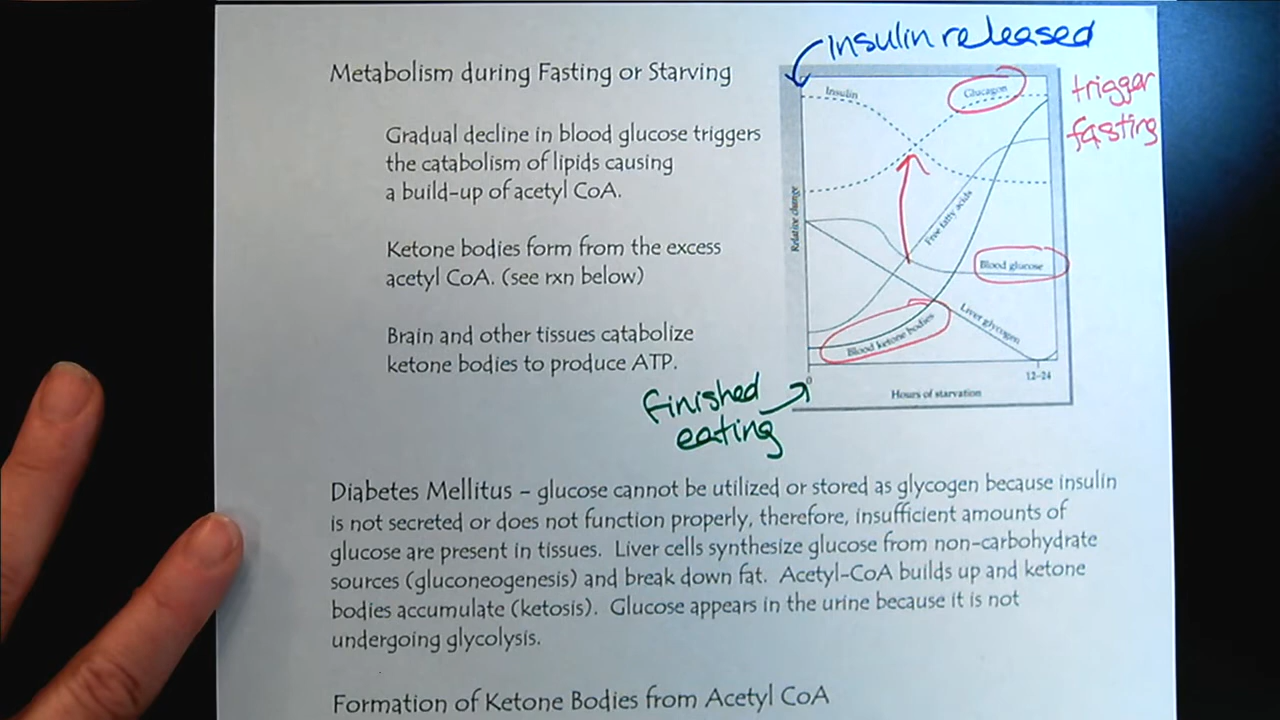 insulin released
Metabolism during Fasting or Starving
Gradual decline in blood glucose triggers
the catabolism of lipids causing
a build-up of acetyl CoA.
Ketone bodies form from the excess
acetyl CoA. (see rxn below)
Brain and other tissues catabolize
ketone bodies to produce ATP.
Insulin
Glucagon
trigger
fasting
Relative change
Free fatty acids
Blood glucose
Liver glycogen
Blood ketone bodies
0
12–24
Hours of starvation
finished
eating
Diabetes Mellitus – glucose cannot be utilized or stored as glycogen because insulin
is not secreted or does not function properly, therefore, insufficient amounts of
glucose are present in tissues. Liver cells synthesize glucose from non-carbohydrate
sources (gluconeogenesis) and break down fat. Acetyl-CoA builds up and ketone
bodies accumulate (ketosis). Glucose appears in the urine because it is not
undergoing glycolysis.
Formation of Ketone Bodies from Acetyl CoA